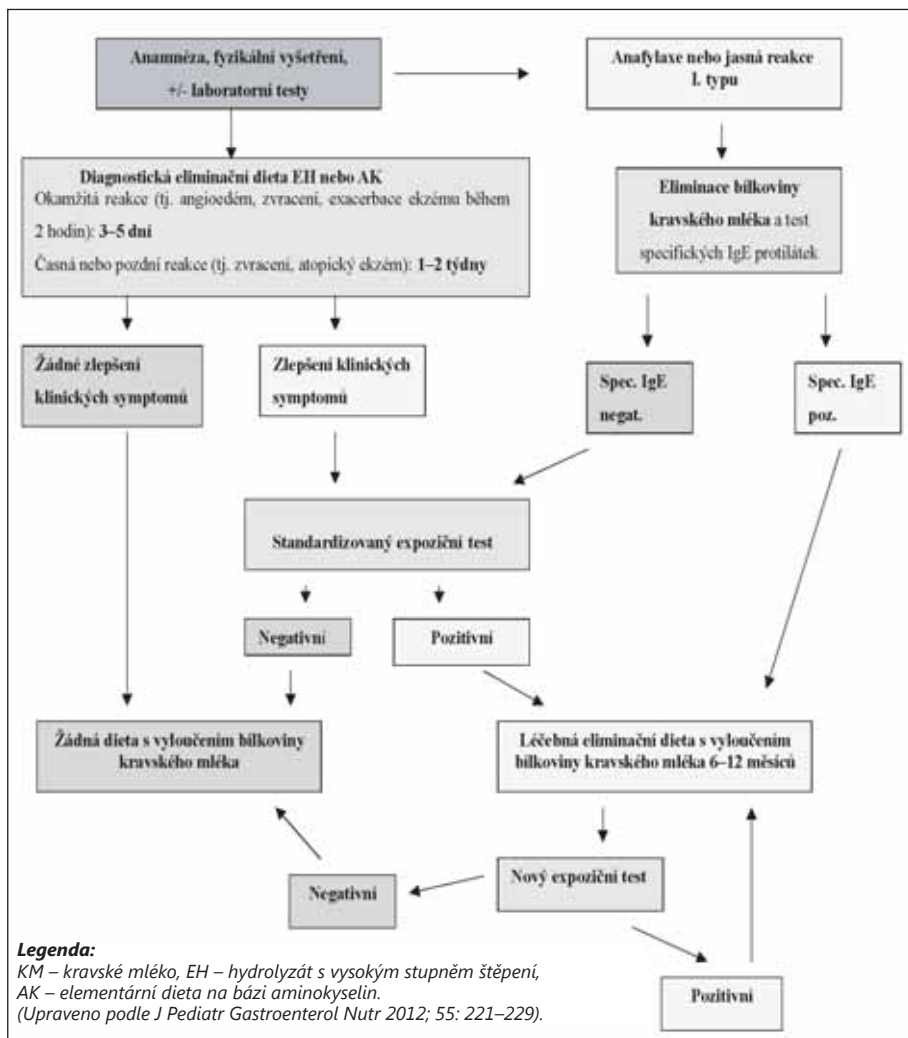 Anamnéza, fyzikální vyšetření,
+/- laboratorní testy
Anafylaxe nebo jasná reakce
I. typu
Diagnostická eliminační dieta EH nebo AK
Okamžitá reakce (tj. angioedém, zvracení, exacerbace ekzému během
2 hodin): 3–5 dní
Časná nebo pozdní reakce (tj. zvracení, atopický ekzém): 1–2 týdny
Eliminace bílkoviny
kravského mléka a test
specifických IgE protilátek
Žádné zlepšení
klinických symptomů
Zlepšení klinických
symptomů
Spec. IgE
negat.
Spec. IgE
poz.
Standardizovaný expoziční test
Negativní
Pozitivní
Žádná dieta s vyloučením bílkoviny
kravského mléka
Léčebná eliminační dieta s vyloučením
bílkoviny kravského mléka 6–12 měsíců
Nový expoziční test
Negativní
Pozitivní
Legenda:
KM – kravské mléko, EH – hydrolyzát s vysokým stupněm štěpení,
AK – elementární dieta na bázi aminokyselin.
(Upraveno podle J Pediatr Gastroenterol Nutr 2012; 55: 221–229).